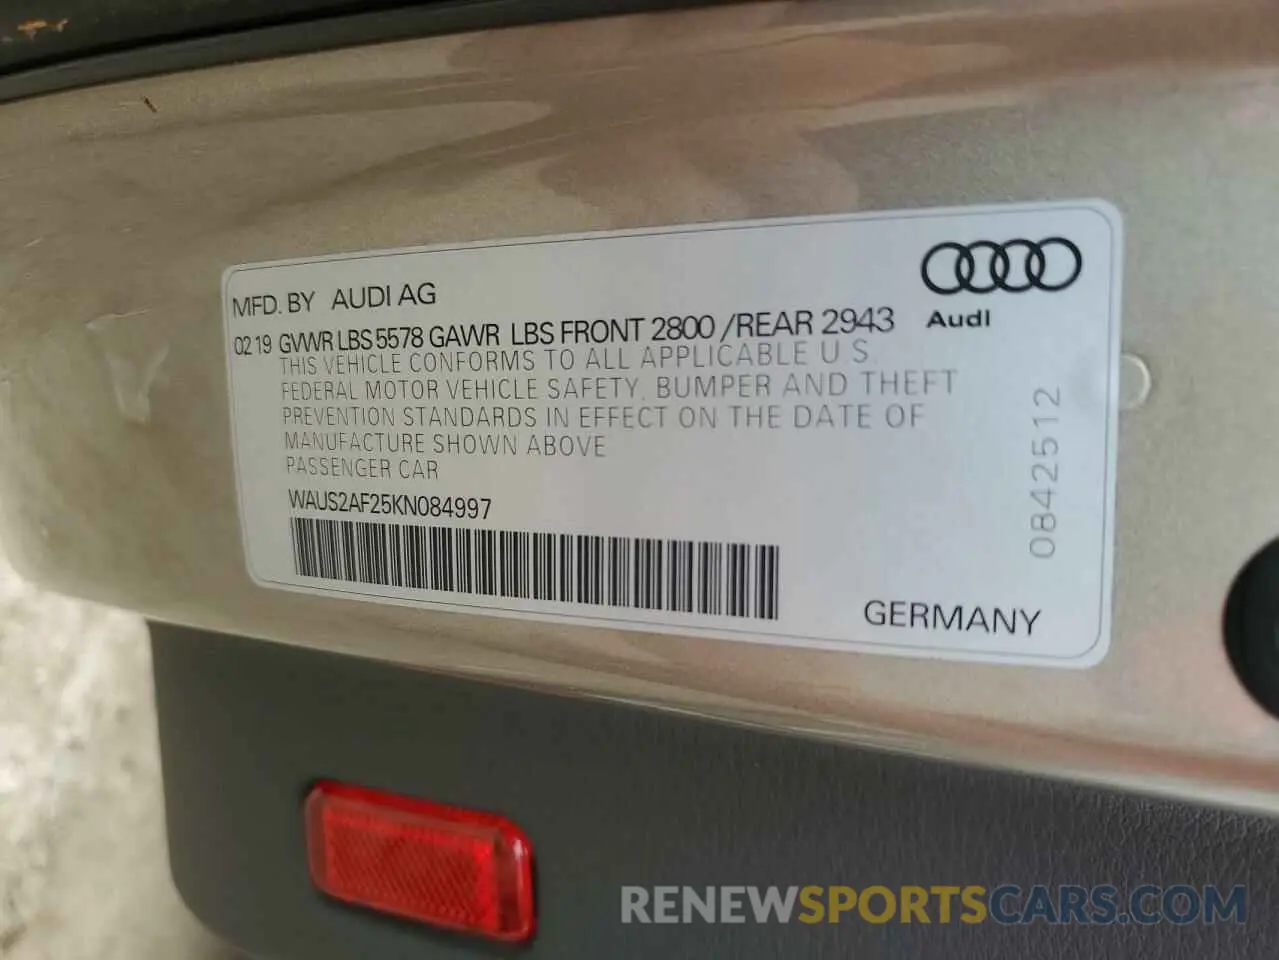 MFD. BY AUDI AG
Audi
02 19 GVWR LBS 5578 GAWR LBS FRONT 2800 /REAR 2943
THIS VEHICLE CONFORMS TO ALL APPLICABLE U S
FEDERAL MOTOR VEHICLE SAFETY, BUMPER AND THEFT
PREVENTION STANDARDS IN EFFECT ON THE DATE OF
MANUFACTURE SHOWN ABOVE
PASSENGER CAR
WAUS2AF25KN084997
0842512
GERMANY
RENEWSPORTSCARS.COM